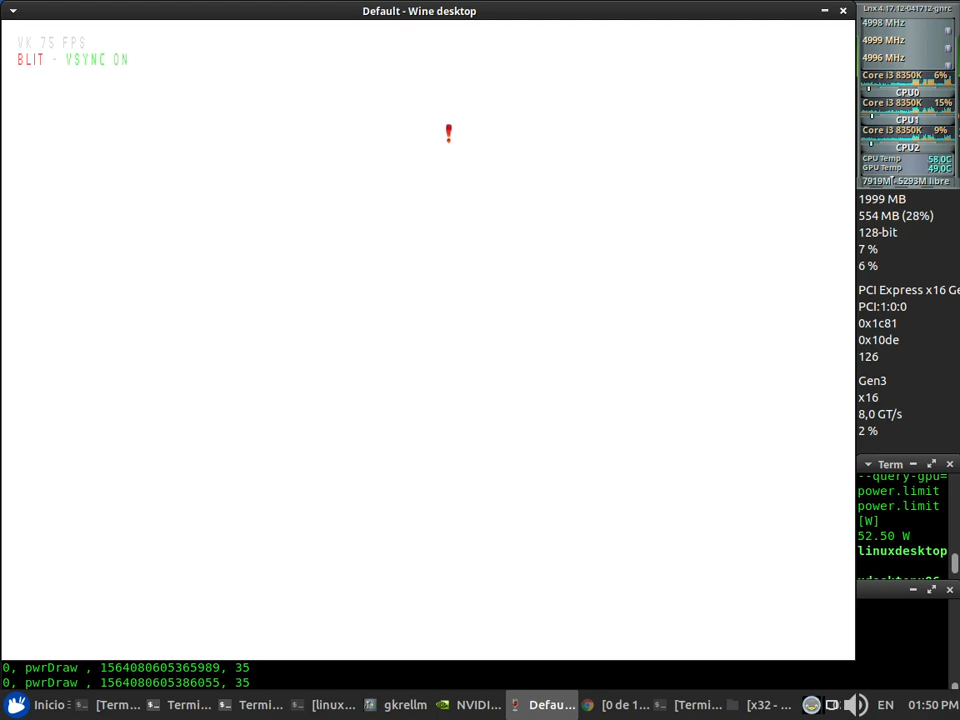 Default - Wine desktop
VK 75 FPS
BLIT - VSYNC ON
Lnx 4.17.12-041712-gnrc
4998 MHz
4999 MHz
4996 MHz
Core i3 8350K 6%
CPU0
Core i3 8350K 15%
CPU1
Core i3 8350K 9%
CPU2
CPU Temp 58,0C
GPU Temp 49,0C
7919M - 5293M libre
1999 MB
554 MB (28%)
128-bit
7 %
6 %
PCI Express x16 Ge
PCI:1:0:0
0x1c81
0x10de
126
Gen3
x16
8,0 GT/s
2 %
Term
--query-gpu=
power.limit
power.limit
[W]
52.50 W
linuxdesktop
0, pwrDraw , 1564080605365989, 35
0, pwrDraw , 1564080605386055, 35
Inicio [Term... Termi... Termi... [linux... gkrellm NVIDI... Defau... [0 de 1... [Termi... [x32 - ... EN 01:50 PM